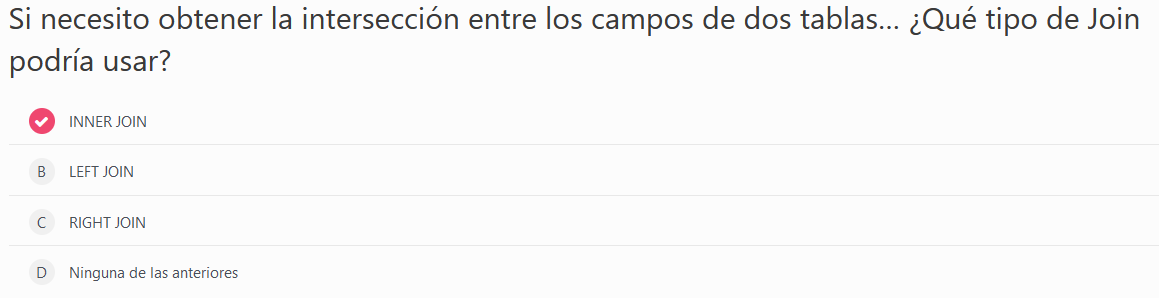 Si necesito obtener la intersección entre los campos de dos tablas... ¿Qué tipo de Join
podría usar?
INNER JOIN
B LEFT JOIN
C RIGHT JOIN
D Ninguna de las anteriores